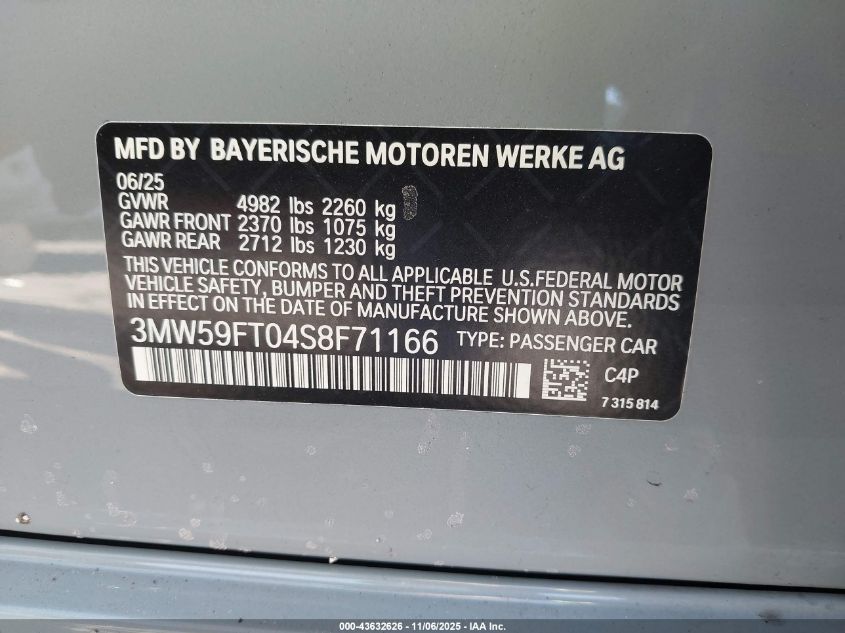 MFD BY BAYERISCHE MOTOREN WERKE AG
06/25
GVWR 4982 lbs 2260 kg
GAWR FRONT 2370 lbs 1075 kg
GAWR REAR 2712 lbs 1230 kg
THIS VEHICLE CONFORMS TO ALL APPLICABLE U.S.FEDERAL MOTOR
VEHICLE SAFETY, BUMPER AND THEFT PREVENTION STANDARDS
IN EFFECT ON THE DATE OF MANUFACTURE SHOWN ABOVE.
3MW59FT04S8F71166 TYPE: PASSENGER CAR
C4P
7 315 814
000-43632626 - 11/06/2025 - IAA Inc.